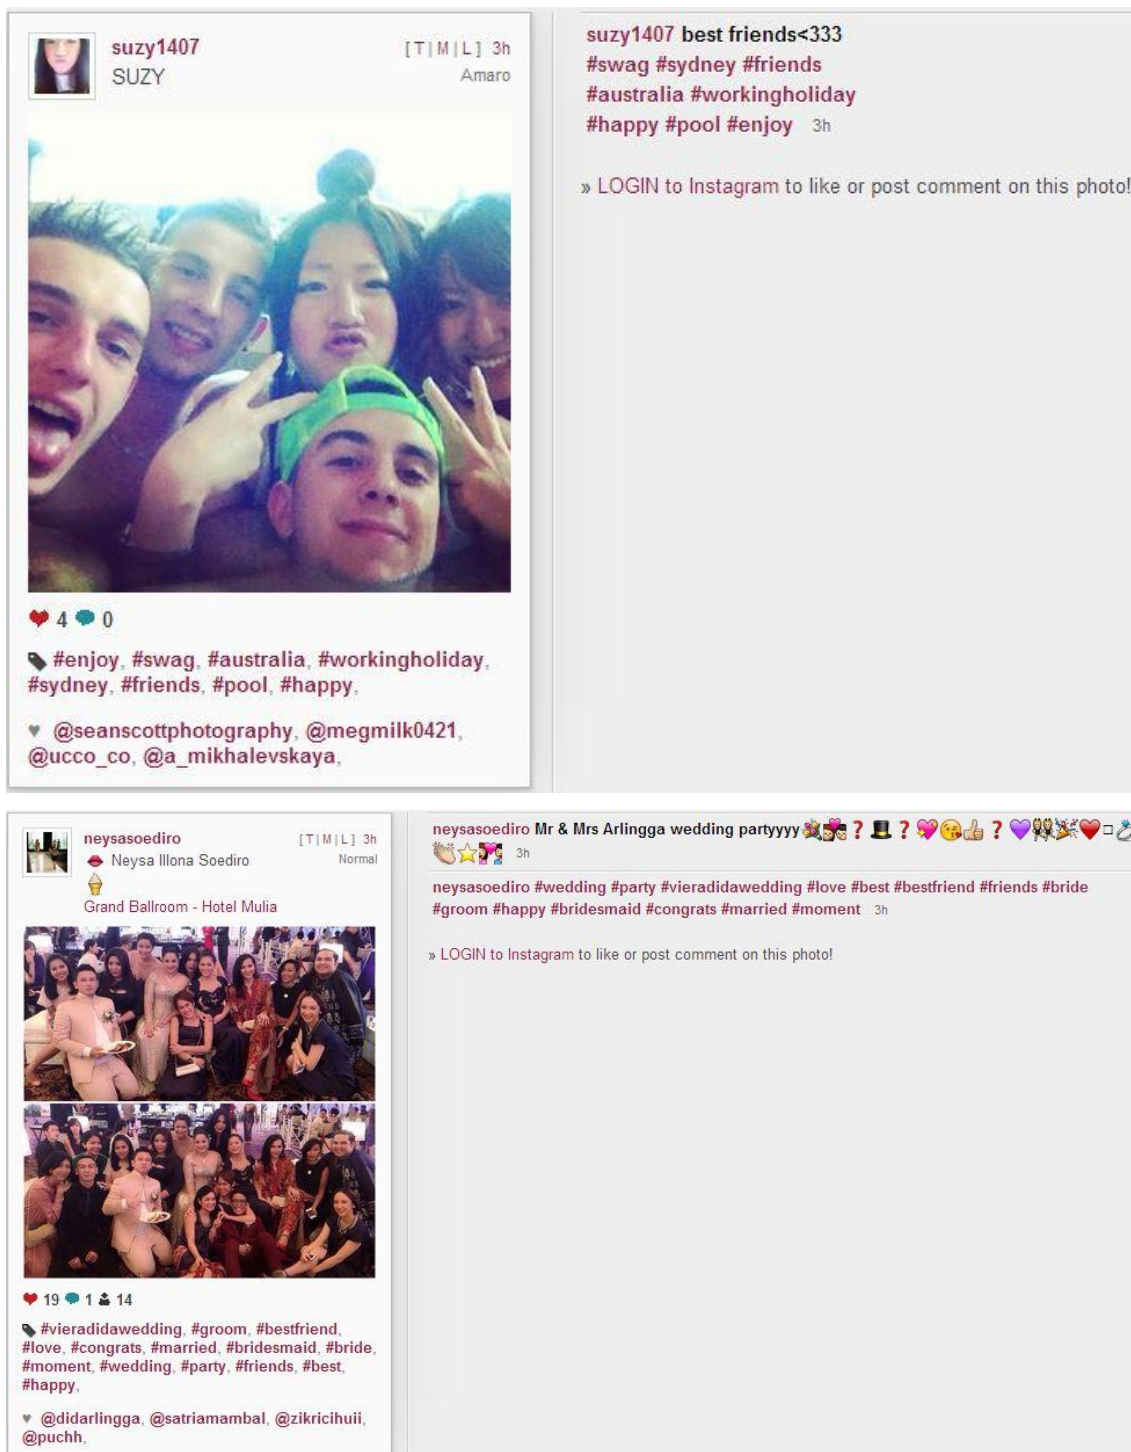 suzy1407
[ T | M | L ] 3h
SUZY
Amaro
❤ 4 💬 0
#enjoy, #swag, #australia, #workingholiday,
#sydney, #friends, #pool, #happy,
♥ @seanscottphotography, @megmilk0421,
@ucco_co, @a_mikhalevskaya,
suzy1407 best friends<333
#swag #sydney #friends
#australia #workingholiday
#happy #pool #enjoy 3h
» LOGIN to Instagram to like or post comment on this photo!
neysasoediro
[ T | M | L ] 3h
Neysa Illona Soediro
Normal
Grand Ballroom - Hotel Mulia
❤ 19 💬 1 👤 14
#vieradidawedding, #groom, #bestfriend,
#love, #congrats, #married, #bridesmaid, #bride,
#moment, #wedding, #party, #friends, #best,
#happy,
♥ @didarlingga, @satriamambal, @zikricihuii,
@puchh,
neysasoediro Mr & Mrs Arlingga wedding partyyyy
3h
neysasoediro #wedding #party #vieradidawedding #love #best #bestfriend #friends #bride
#groom #happy #bridesmaid #congrats #married #moment 3h
» LOGIN to Instagram to like or post comment on this photo!